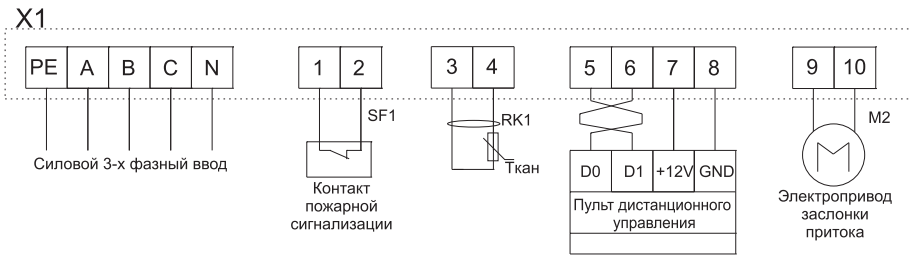 X1
PE A B C N 1 2 3 4 5 6 7 8 9 10
SF1 RK1 M2
Силовой 3-х фазный ввод
Контакт
пожарной
сигнализации
Tкан
D0 D1 +12V GND
Пульт дистанционного
управления
M
Электропривод
заслонки
притока